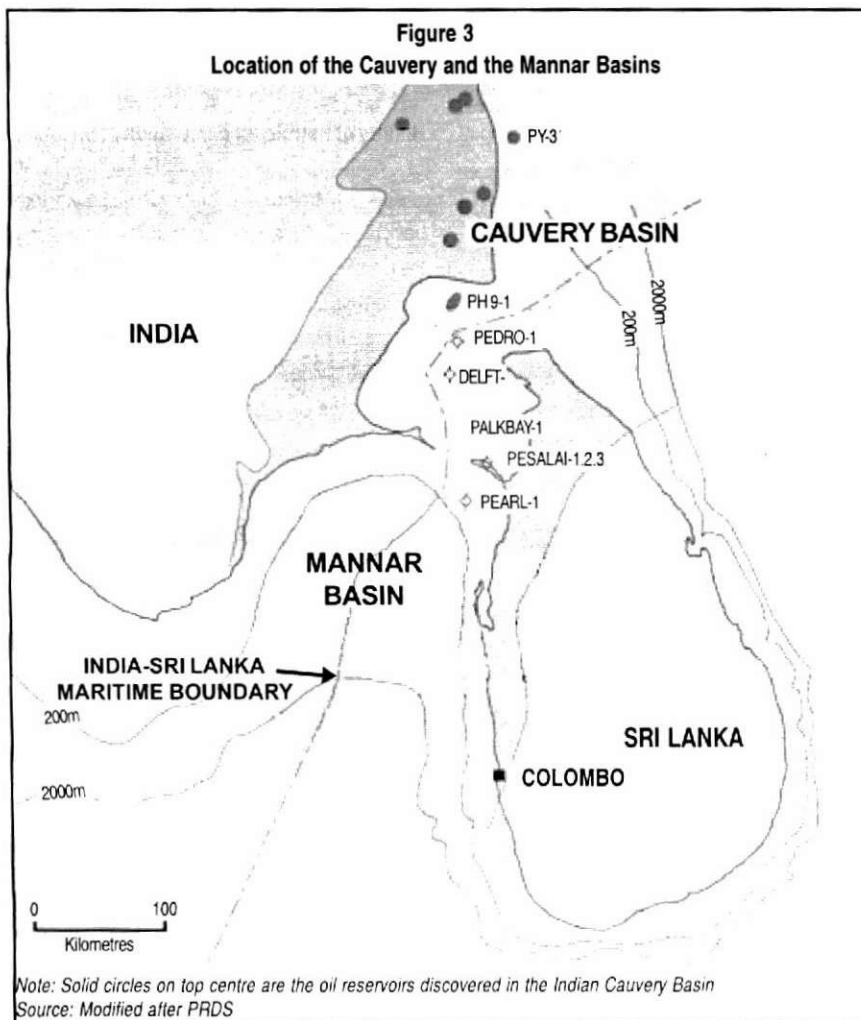 Figure 3
Location of the Cauvery and the Mannar Basins
PY-3
CAUVERY BASIN
200m
2000m
PH 9-1
INDIA
PEDRO-1
DELFT-
PALKBAY-1
PESALAI-1.2.3
PEARL-1
MANNAR
BASIN
INDIA-SRI LANKA
MARITIME BOUNDARY
200m
SRI LANKA
2000m
COLOMBO
0 100
Kilometres
Note: Solid circles on top centre are the oil reservoirs discovered in the Indian Cauvery Basin
Source: Modified after PRDS